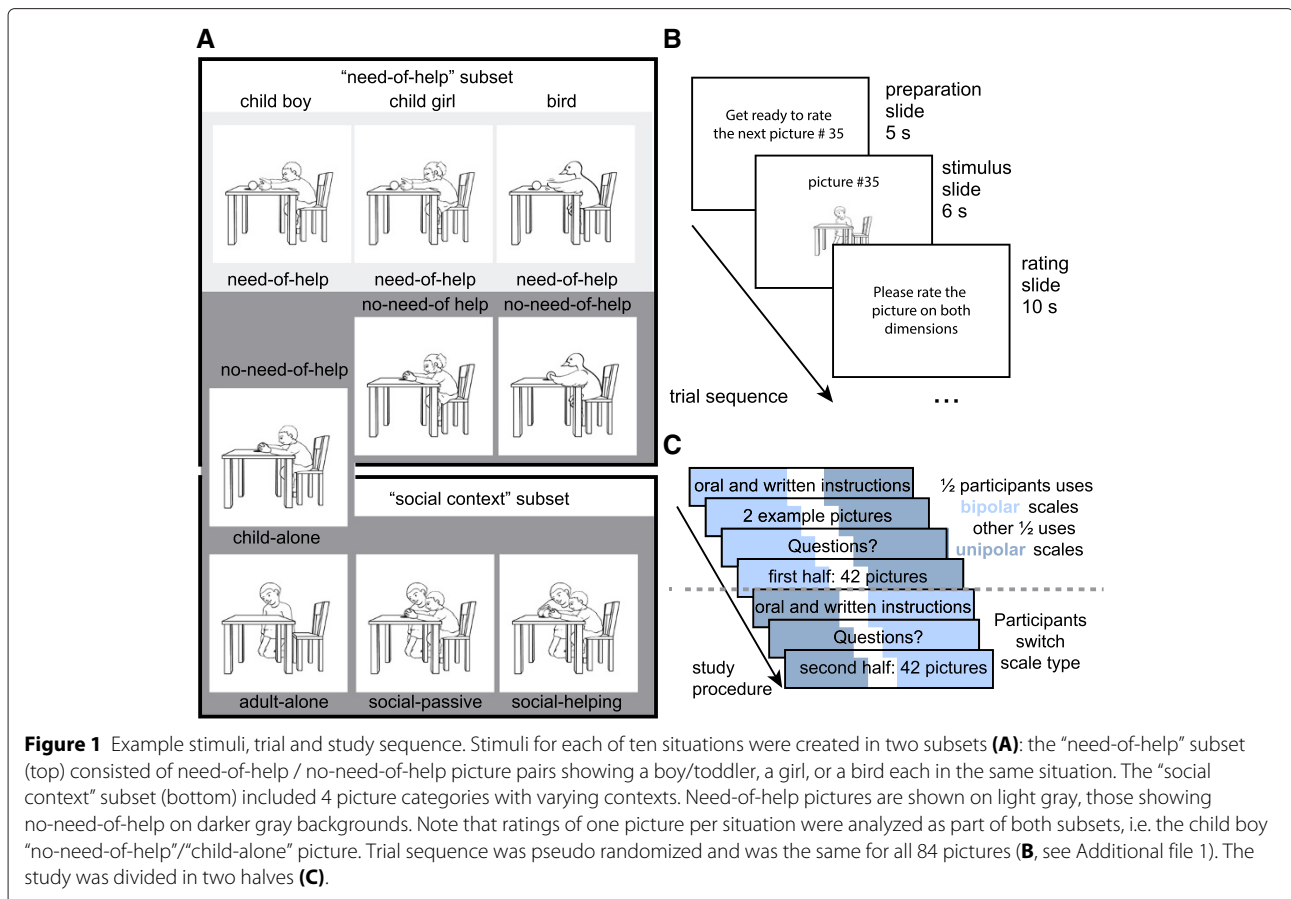 A
"need-of-help" subset
child boy
child girl
bird
need-of-help
need-of-help
need-of-help
no-need-of-help
no-need-of help
no-need-of-help
"social context" subset
child-alone
adult-alone
social-passive
social-helping
B
Get ready to rate
the next picture # 35
preparation
slide
5 s
picture #35
stimulus
slide
6 s
Please rate the
picture on both
dimensions
rating
slide
10 s
trial sequence
...
C
oral and written instructions
2 example pictures
Questions?
first half: 42 pictures
½ participants uses
bipolar scales
other ½ uses
unipolar scales
oral and written instructions
Questions?
second half: 42 pictures
Participants
switch
scale type
study
procedure
Figure 1 Example stimuli, trial and study sequence. Stimuli for each of ten situations were created in two subsets (A): the "need-of-help" subset
(top) consisted of need-of-help / no-need-of-help picture pairs showing a boy/toddler, a girl, or a bird each in the same situation. The "social
context" subset (bottom) included 4 picture categories with varying contexts. Need-of-help pictures are shown on light gray, those showing
no-need-of-help on darker gray backgrounds. Note that ratings of one picture per situation were analyzed as part of both subsets, i.e. the child boy
"no-need-of-help"/"child-alone" picture. Trial sequence was pseudo randomized and was the same for all 84 pictures (B, see Additional file 1). The
study was divided in two halves (C).